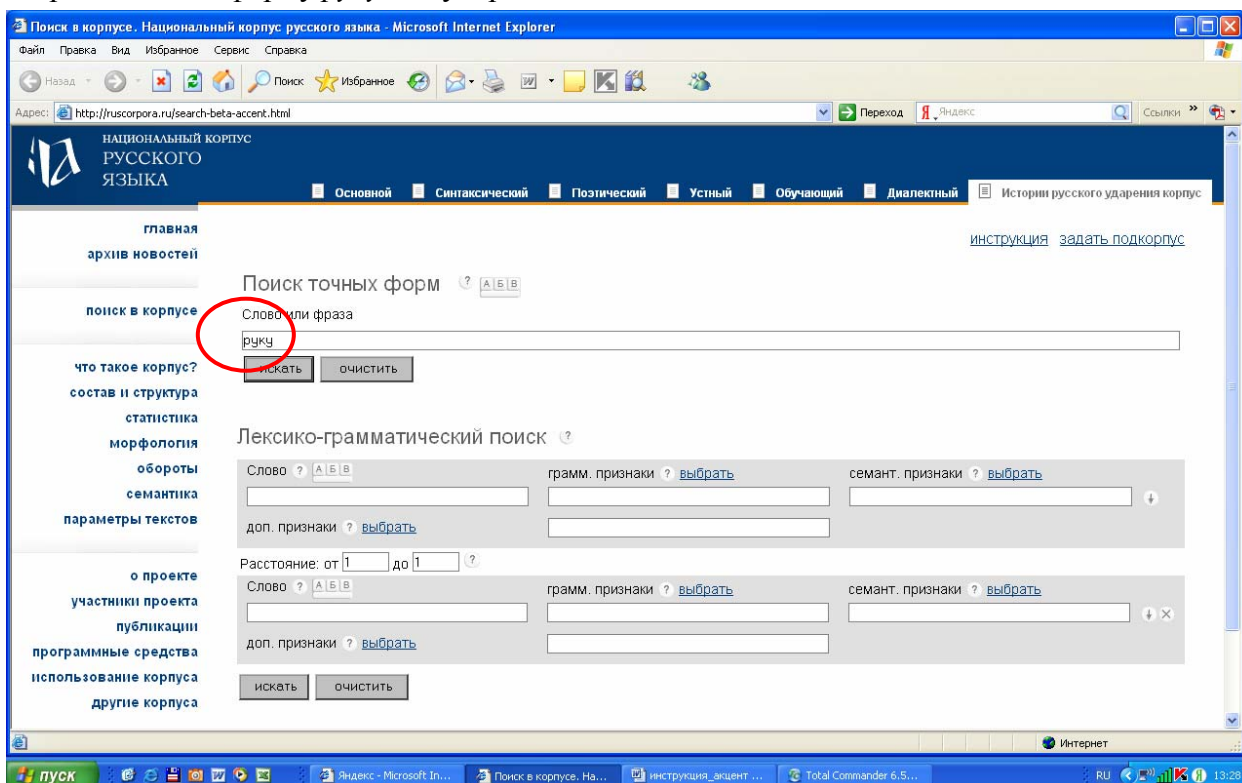 Поиск в корпусе. Национальный корпус русского языка - Microsoft Internet Explorer
Файл Правка Вид Избранное Сервис Справка
Назад Поиск Избранное
Адрес: http://ruscorpora.ru/search-beta-accent.html Переход Яндекс Ссылки »
НАЦИОНАЛЬНЫЙ КОРПУС
РУССКОГО
ЯЗЫКА
Основной Синтаксический Поэтический Устный Обучающий Диалектный Истории русского ударения корпус
инструкция задать подкорпус
главная
архив новостей
поиск в корпусе
что такое корпус?
состав и структура
статистика
морфология
обороты
семантика
параметры текстов
о проекте
участники проекта
публикации
программные средства
использование корпуса
другие корпуса
Поиск точных форм ? А Б В
Слово или фраза
руку
искать очистить
Лексико-грамматический поиск ?
Слово ? А Б В грамм. признаки ? выбрать семант. признаки ? выбрать
доп. признаки ? выбрать
Расстояние: от 1 до 1 ?
Слово ? А Б В грамм. признаки ? выбрать семант. признаки ? выбрать
доп. признаки ? выбрать
искать очистить
Интернет
пуск Яндекс - Microsoft In... Поиск в корпусе. На... инструкция_акцент ... Total Commander 6.5... RU 13:28